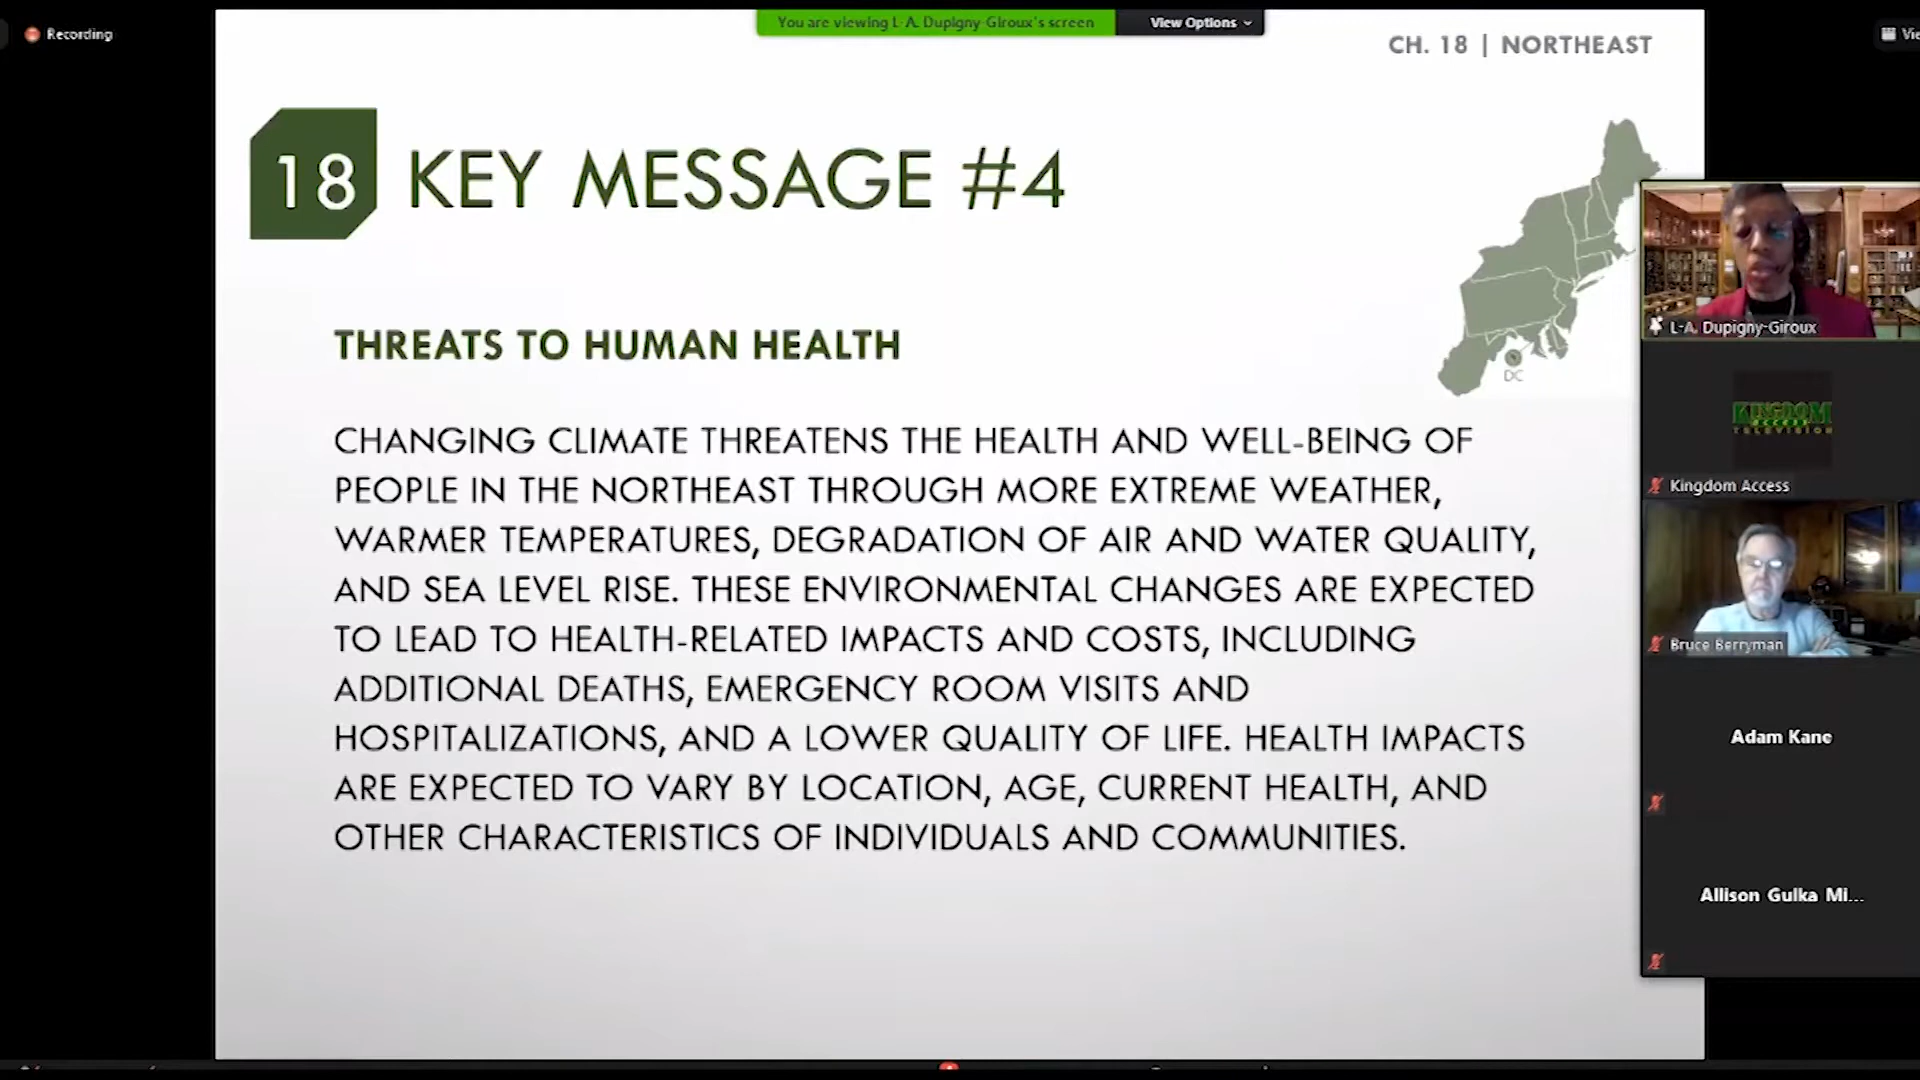 Recording
You are viewing L-A. Dupigny-Giroux's screen
View Options
CH. 18 | NORTHEAST
18 KEY MESSAGE #4
DC
THREATS TO HUMAN HEALTH
CHANGING CLIMATE THREATENS THE HEALTH AND WELL-BEING OF
PEOPLE IN THE NORTHEAST THROUGH MORE EXTREME WEATHER,
WARMER TEMPERATURES, DEGRADATION OF AIR AND WATER QUALITY,
AND SEA LEVEL RISE. THESE ENVIRONMENTAL CHANGES ARE EXPECTED
TO LEAD TO HEALTH-RELATED IMPACTS AND COSTS, INCLUDING
ADDITIONAL DEATHS, EMERGENCY ROOM VISITS AND
HOSPITALIZATIONS, AND A LOWER QUALITY OF LIFE. HEALTH IMPACTS
ARE EXPECTED TO VARY BY LOCATION, AGE, CURRENT HEALTH, AND
OTHER CHARACTERISTICS OF INDIVIDUALS AND COMMUNITIES.
L-A. Dupigny-Giroux
KINGDOM
ACCESS
TELEVISION
Kingdom Access
Bruce Berryman
Adam Kane
Allison Gulka Mi...